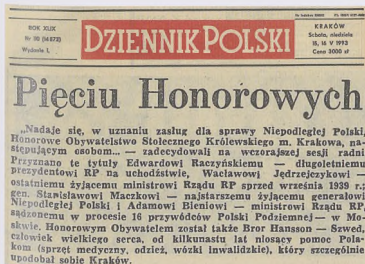 ROK XLIX
Wydanie 1.
DZIENNIK POLSKI
KRAKÓW
Sobota, niedziela
15, 16 V 1993
Cena 3000 zł
Pięciu Honorowych
„Nadaje się, w uznaniu zasług dla sprawy Niepodległej Polski,
Honorowe Obywatelstwo Stołecznego Królewskiego m. Krakowa, na-
stępującym osobom..." — zadecydowali na wczorajszej sesji radni
Przyznano te tytuły Edwardowi Raczyńskiemu — długoletniemu
prezydentowi RP na uchodźstwie, Wacławowi Jędrzejczykowi —
ostatniemu żyjącemu ministrowi Rządu RP sprzed września 1939 r.;
gen. Stanisławowi Maczkowi — najstarszemu żyjącemu generałowi
Niepodległej Polski i Adamowi Bieniowi — ministrowi Rządu RP,
sądzonemu w procesie 16 przywódców Polski Podziemnej — w Mo-
skwie. Honorowym Obywatelem został także Bror Hansson — Szwed,
człowiek wielkiego serca, od kilkunastu lat niosący pomoc Pola-
kom (sprzęt medyczny, odzież, wózki inwalidzkie), który szczególnie
upodobał sobie Kraków.